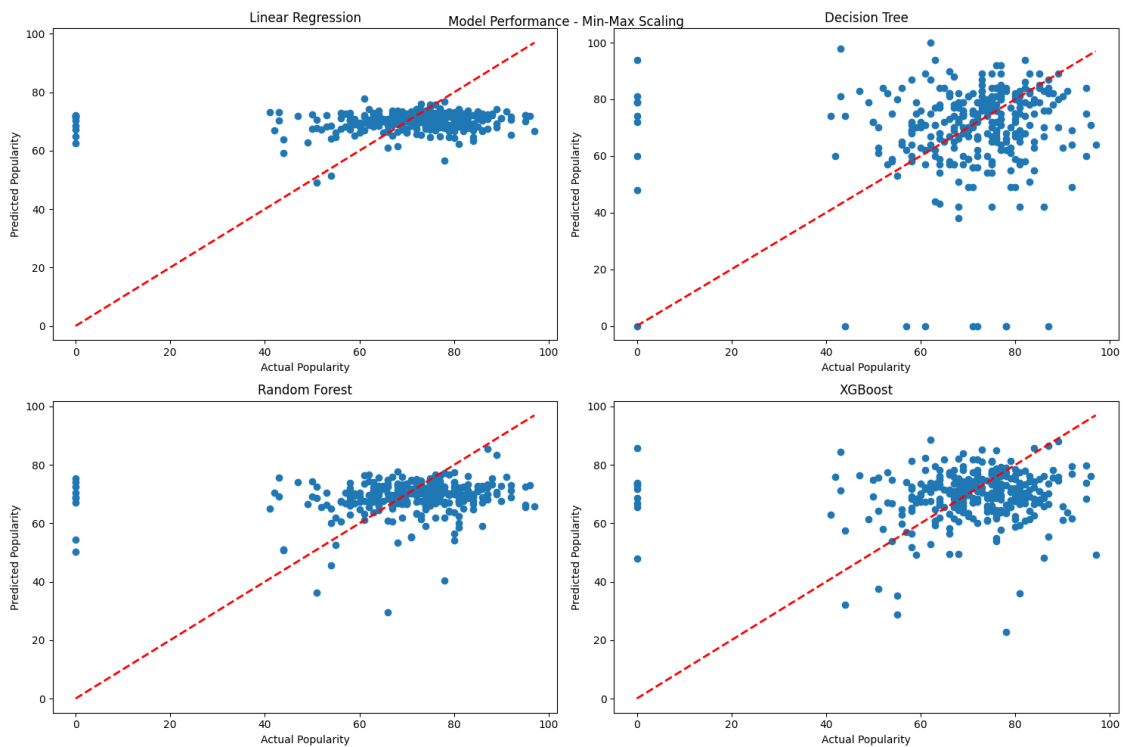 Model Performance - Min-Max Scaling
Linear Regression
100
80
60
40
20
0
Predicted Popularity
0 20 40 60 80 100
Actual Popularity
Decision Tree
100
80
60
40
20
0
Predicted Popularity
0 20 40 60 80 100
Actual Popularity
Random Forest
100
80
60
40
20
0
Predicted Popularity
0 20 40 60 80 100
Actual Popularity
XGBoost
100
80
60
40
20
0
Predicted Popularity
0 20 40 60 80 100
Actual Popularity